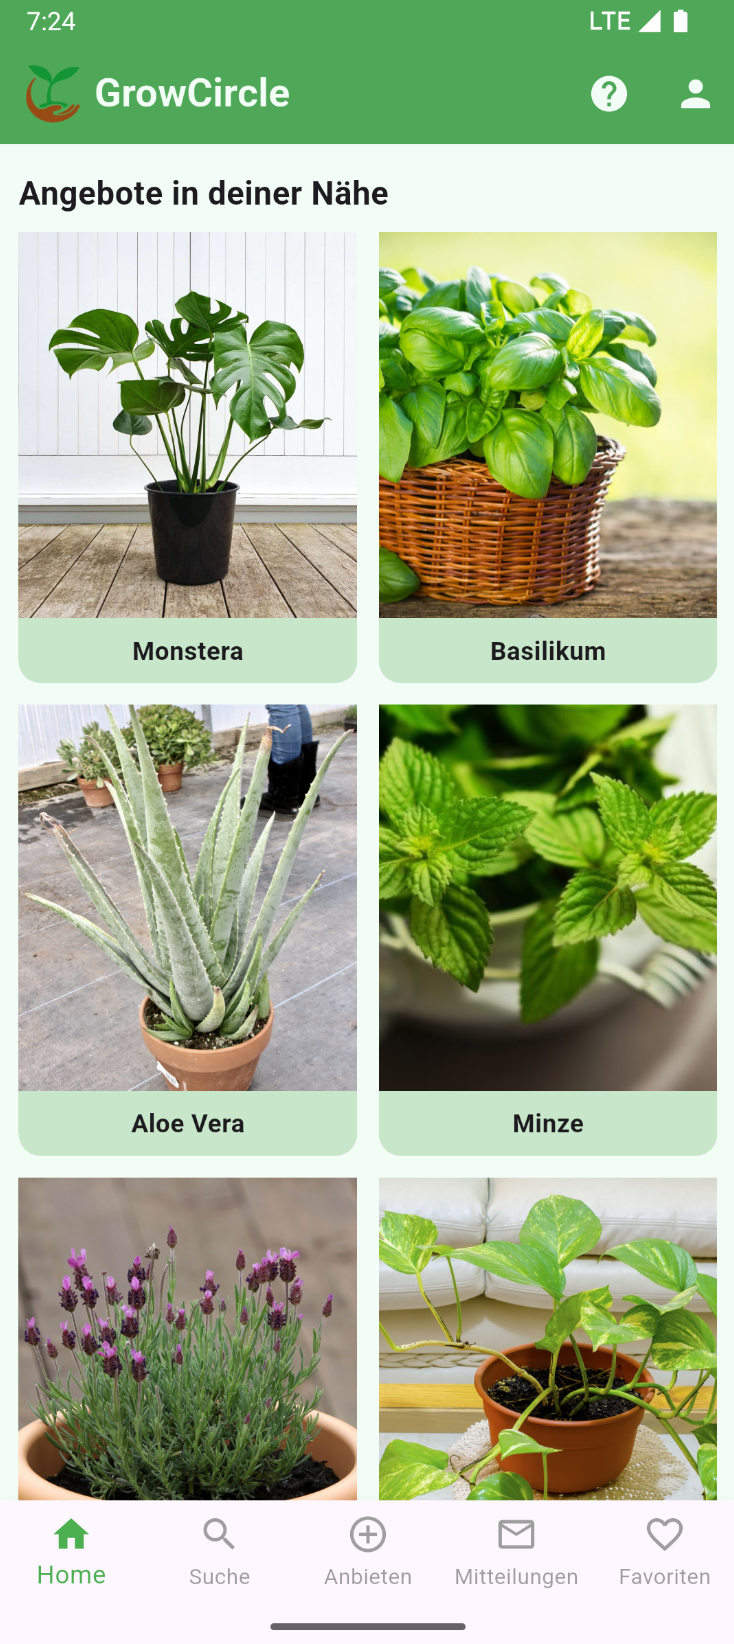 7:24
LTE
GrowCircle
Angebote in deiner Nähe
Monstera
Basilikum
Aloe Vera
Minze
Home
Suche
Anbieten
Mitteilungen
Favoriten